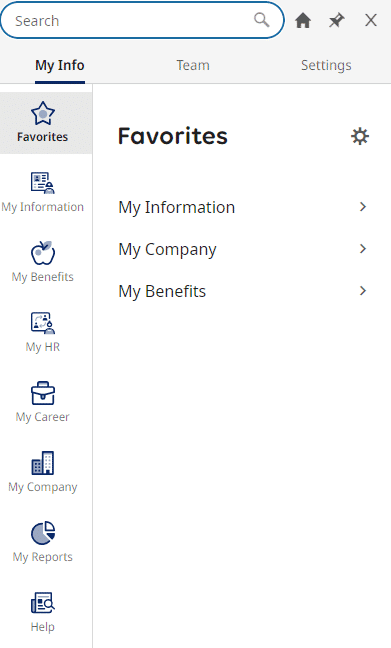 Search
My Info
Team
Settings
Favorites
My Information
My Benefits
My HR
My Career
My Company
My Reports
Help
Favorites
My Information
My Company
My Benefits